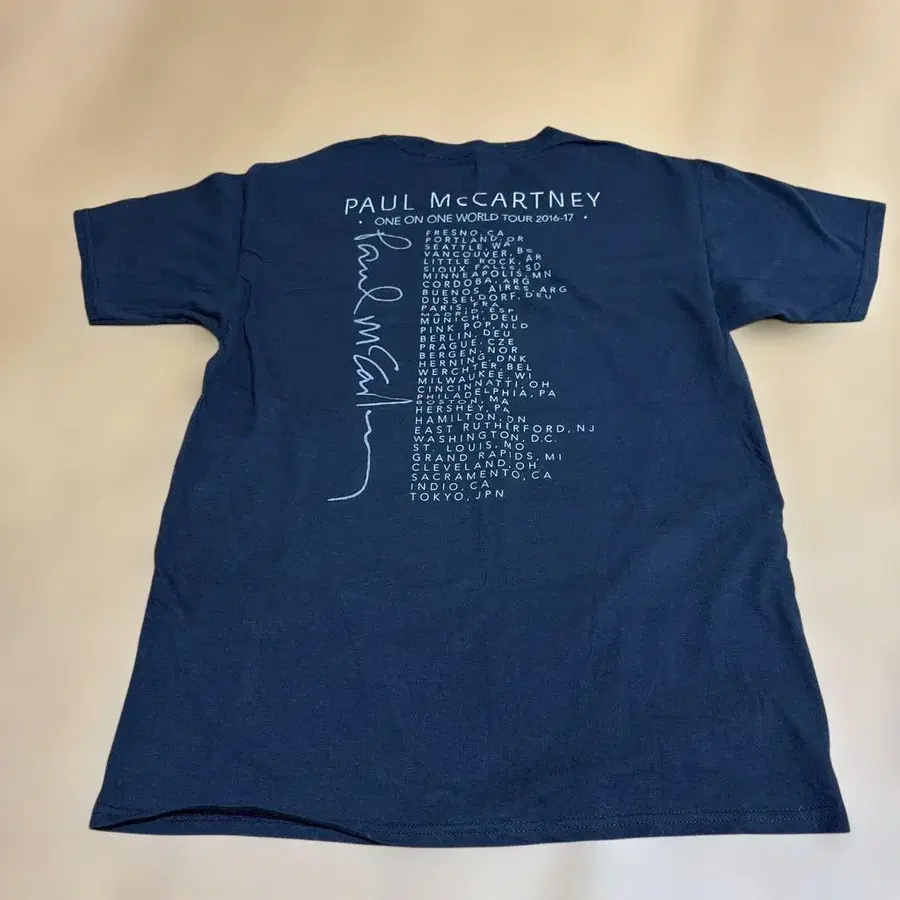 PAUL McCARTNEY
• ONE ON ONE WORLD TOUR 2016-17 •
Paul McCartney
FRESNO, CA
PORTLAND, OR
SEATTLE, WA
VANCOUVER, BC
LITTLE ROCK, AR
SIOUX FALLS, SD
MINNEAPOLIS, MN
CORDOBA, ARG
BUENOS AIRES, ARG
DUSSELDORF, DEU
PARIS, FRA
MADRID, ESP
MUNICH, DEU
PINK POP, NLD
BERLIN, DEU
PRAGUE, CZE
BERGEN, NOR
HERNING, DNK
WERCHTER, BEL
MILWAUKEE, WI
CINCINNATTI, OH
PHILADELPHIA, PA
BOSTON, MA
HERSHEY, PA
HAMILTON, ON
EAST RUTHERFORD, NJ
WASHINGTON, D.C.
ST. LOUIS, MO
GRAND RAPIDS, MI
CLEVELAND, OH
SACRAMENTO, CA
INDIO, CA
TOKYO, JPN